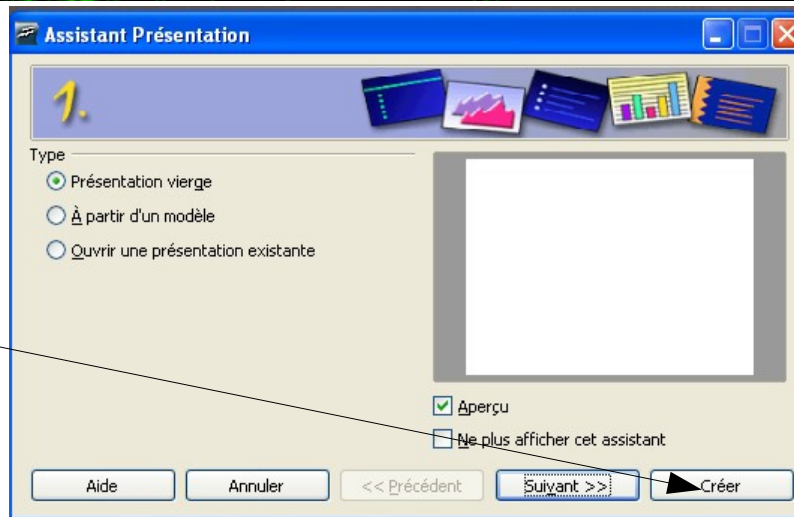 Assistant Présentation
1.
Type
Présentation vierge
À partir d'un modèle
Ouvrir une présentation existante
Aperçu
Ne plus afficher cet assistant
Aide Annuler << Précédent Suivant >> Créer